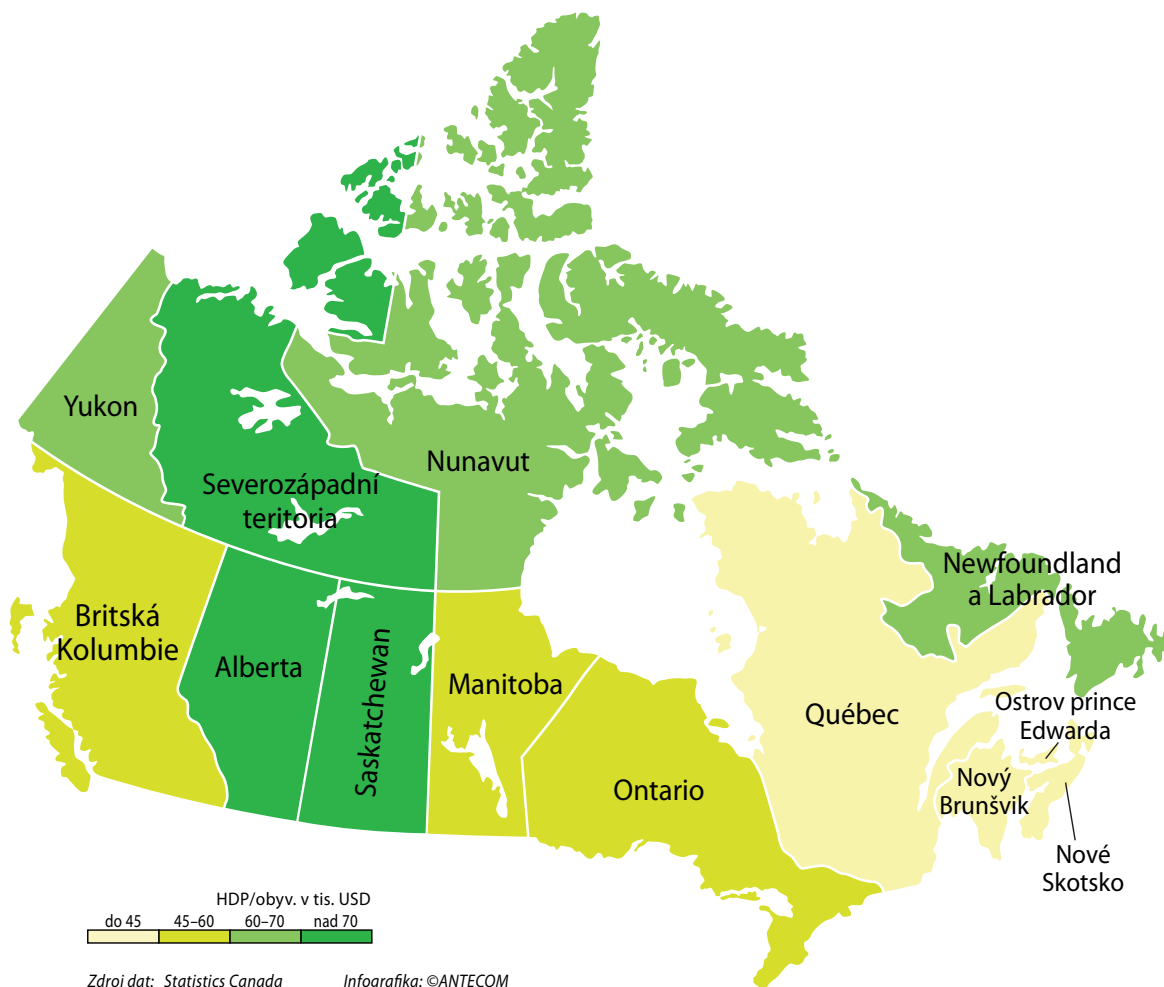 Yukon
Severozápadní
teritoria
Nunavut
Newfoundland
a Labrador
Britská
Kolumbie
Alberta
Saskatchewan
Manitoba
Québec
Ostrov prince
Edwarda
Ontario
Nový
Brunšvik
Nové
Skotsko
HDP/obyv. v tis. USD
do 45 45–60 60–70 nad 70
Zdroj dat: Statistics Canada Infografika: ©ANTECOM